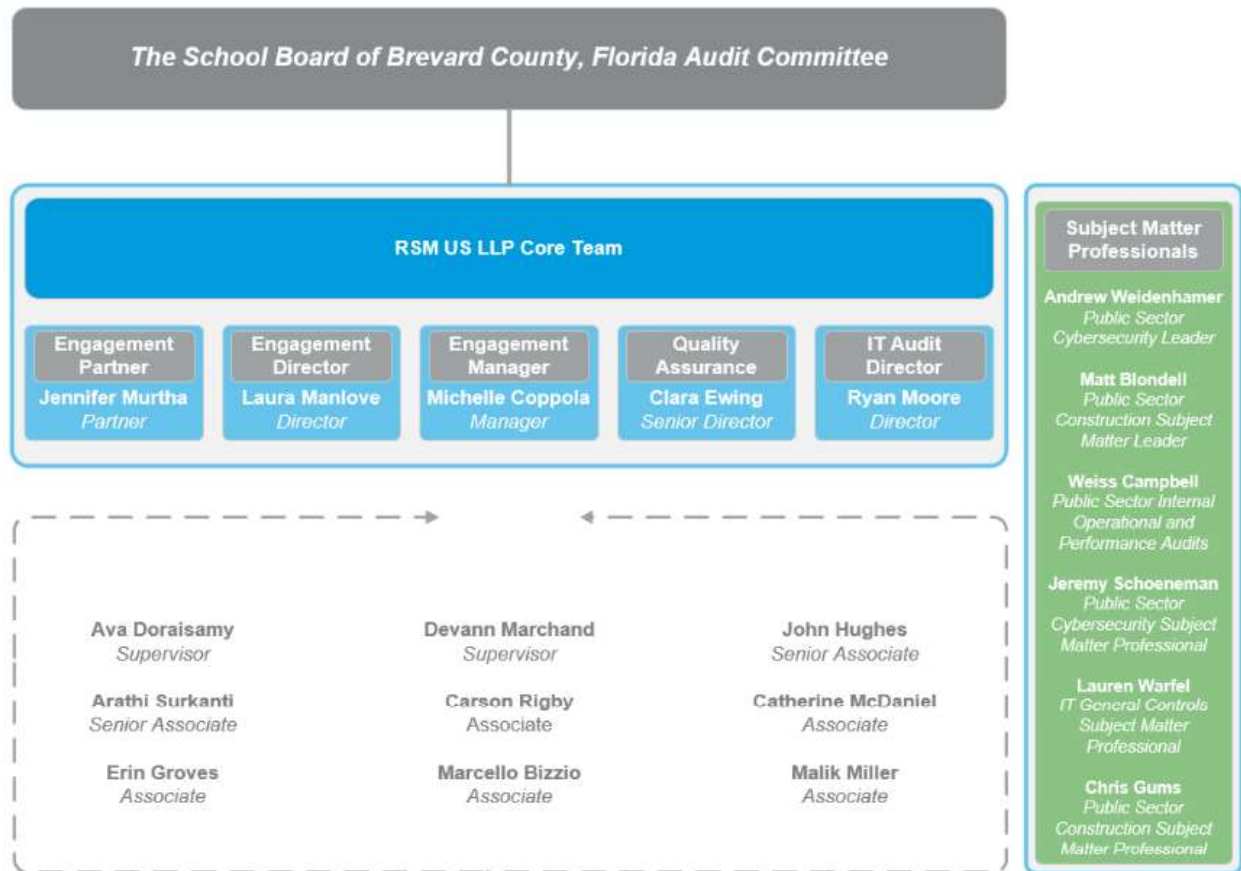 The School Board of Brevard County, Florida Audit Committee
RSM US LLP Core Team
Engagement
Partner
Jennifer Murtha
Partner
Engagement
Director
Laura Manlove
Director
Engagement
Manager
Michelle Coppola
Manager
Quality
Assurance
Clara Ewing
Senior Director
IT Audit
Director
Ryan Moore
Director
Ava Doraisamy
Supervisor
Devann Marchand
Supervisor
John Hughes
Senior Associate
Arathi Surkanti
Senior Associate
Carson Rigby
Associate
Catherine McDaniel
Associate
Erin Groves
Associate
Marcello Bizzio
Associate
Malik Miller
Associate
Subject Matter
Professionals
Andrew Weidenhamer
Public Sector
Cybersecurity Leader
Matt Blondell
Public Sector
Construction Subject
Matter Leader
Weiss Campbell
Public Sector Internal
Operational and
Performance Audits
Jeremy Schoeneman
Public Sector
Cybersecurity Subject
Matter Professional
Lauren Warfel
IT General Controls
Subject Matter
Professional
Chris Gums
Public Sector
Construction Subject
Matter Professional